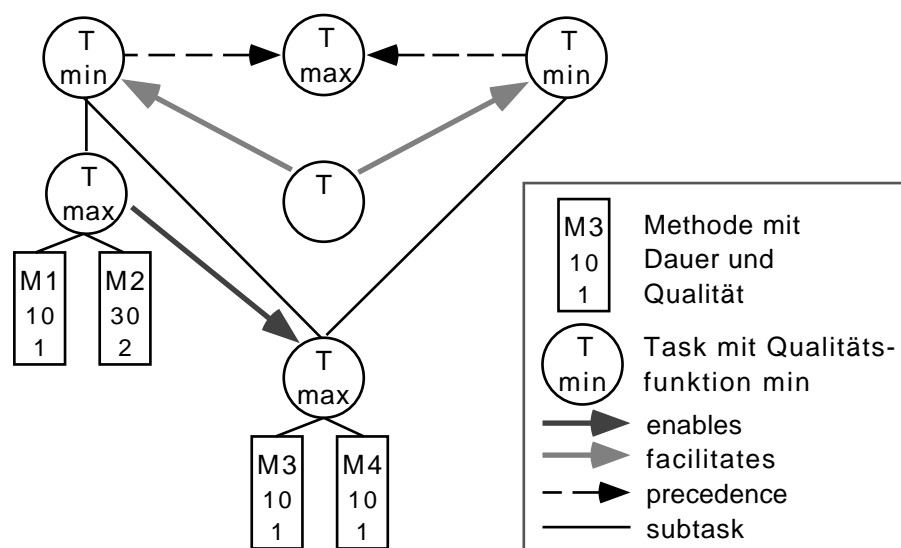 T
min
T
max
T
min
T
max
T
M1
10
1
M2
30
2
T
max
M3
10
1
M4
10
1
M3
10
1
Methode mit
Dauer und
Qualität
T
min
Task mit Qualitäts-
funktion min
enables
facilitates
precedence
subtask